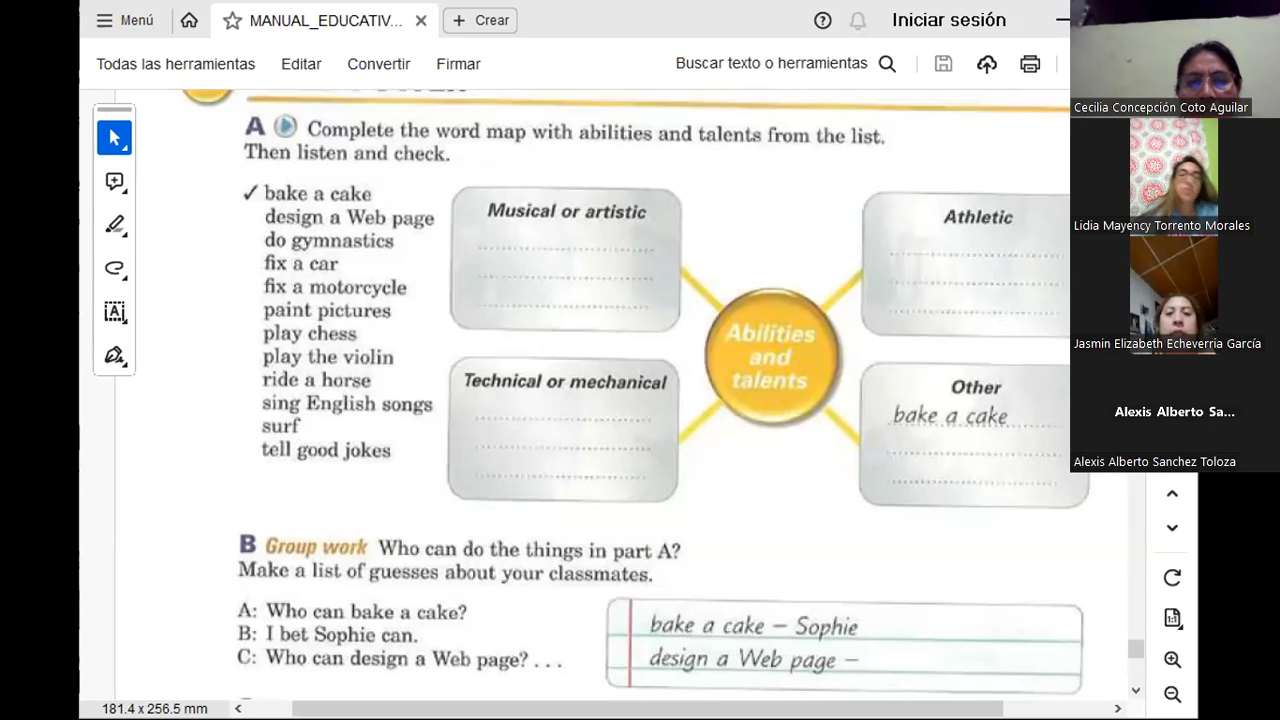 Menú
MANUAL_EDUCATIV...
Crear
Iniciar sesión
Todas las herramientas
Editar
Convertir
Firmar
Buscar texto o herramientas
A Complete the word map with abilities and talents from the list.
Then listen and check.
✓ bake a cake
design a Web page
do gymnastics
fix a car
fix a motorcycle
paint pictures
play chess
play the violin
ride a horse
sing English songs
surf
tell good jokes
Musical or artistic
Athletic
Abilities
and
talents
Technical or mechanical
Other
bake a cake
B Group work Who can do the things in part A?
Make a list of guesses about your classmates.
A: Who can bake a cake?
B: I bet Sophie can.
C: Who can design a Web page? . . .
bake a cake – Sophie
design a Web page –
181.4 x 256.5 mm
Cecilia Concepción Coto Aguilar
Lidia Mayency Torrento Morales
Jasmin Elizabeth Echeverría García
Alexis Alberto Sa...
Alexis Alberto Sanchez Toloza